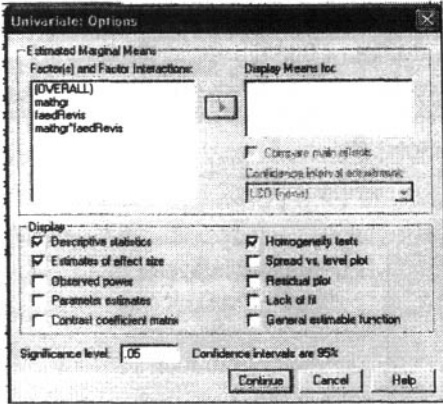 Univariate: Options
Estimated Marginal Means
Factor(s) and Factor Interactions:
(OVERALL)
mathgr
faedRevis
mathgr*faedRevis
Display Means for:
Compare main effects
Confidence interval adjustment:
LSD (none)
Display
Descriptive statistics
Estimates of effect size
Observed power
Parameter estimates
Contrast coefficient matrix
Homogeneity tests
Spread vs. level plot
Residual plot
Lack of fit
General estimable function
Significance level: .05
Confidence intervals are 95%
Continue
Cancel
Help